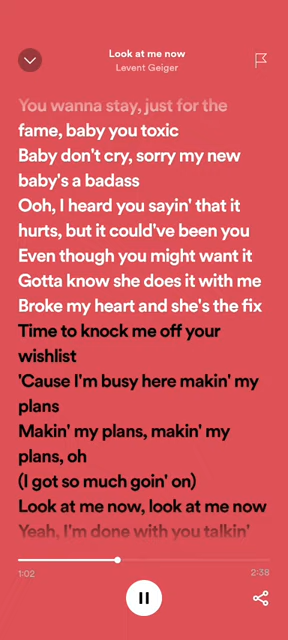 Look at me now
Levent Geiger
You wanna stay, just for the
fame, baby you toxic
Baby don't cry, sorry my new
baby's a badass
Ooh, I heard you sayin' that it
hurts, but it could've been you
Even though you might want it
Gotta know she does it with me
Broke my heart and she's the fix
Time to knock me off your
wishlist
'Cause I'm busy here makin' my
plans
Makin' my plans, makin' my
plans, oh
(I got so much goin' on)
Look at me now, look at me now
Yeah, I'm done with you talkin'
1:02
2:38